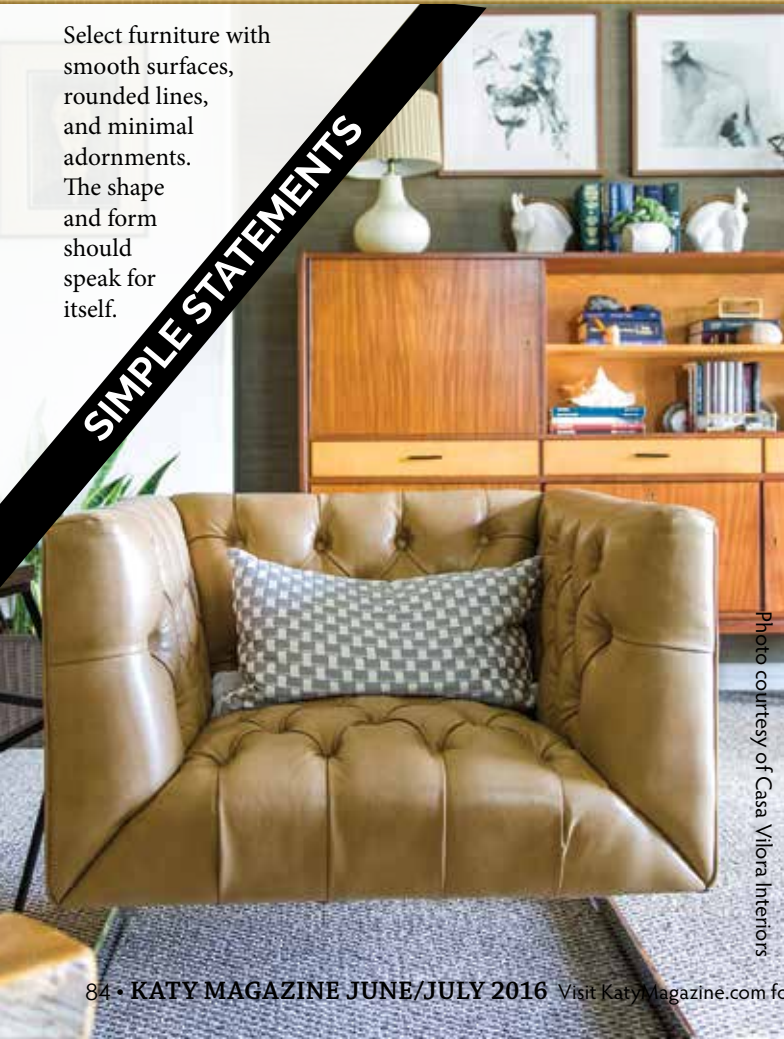 Select furniture with
smooth surfaces,
rounded lines,
and minimal
adornments.
The shape
and form
should
speak for
itself.
SIMPLE STATEMENTS
Photo courtesy of Casa Vilora Interiors
84 • KATY MAGAZINE JUNE/JULY 2016 Visit KatyMagazine.com fo